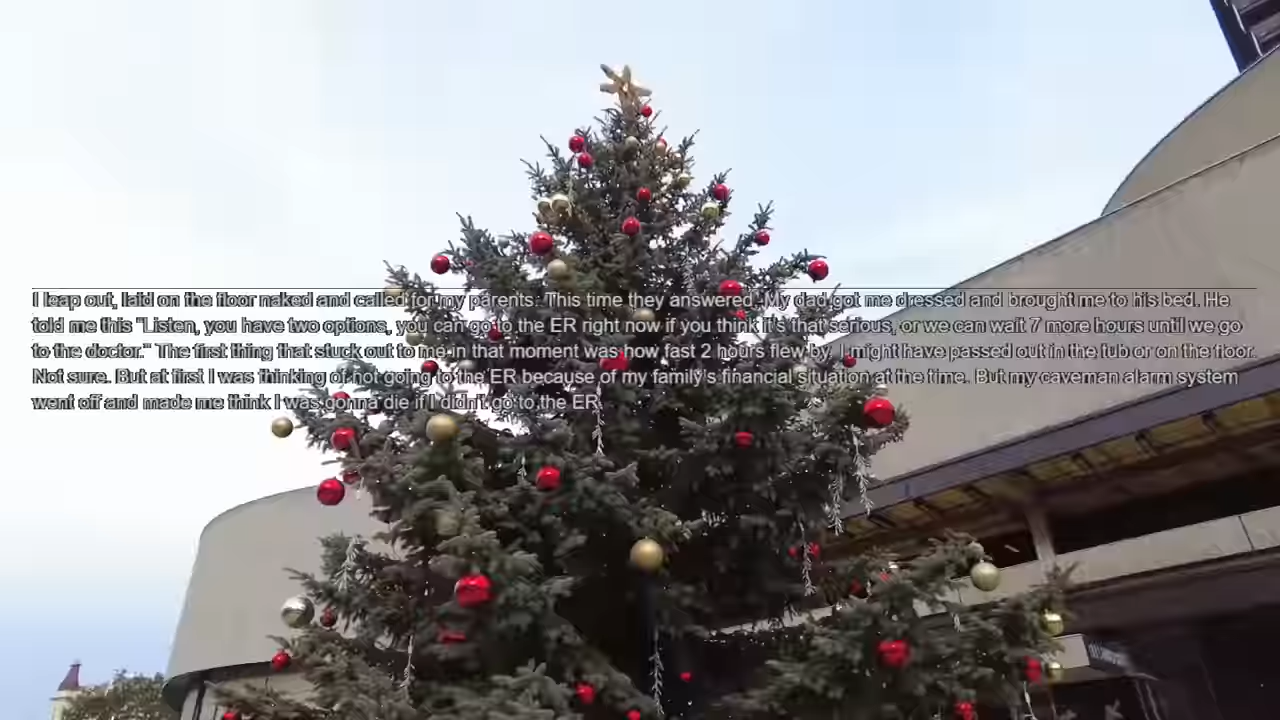 I leap out, laid on the floor naked and called for my parents. This time they answered. My dad got me dressed and brought me to his bed. He
told me this "Listen, you have two options, you can go to the ER right now if you think it's that serious, or we can wait 7 more hours until we go
to the doctor." The first thing that stuck out to me in that moment was how fast 2 hours flew by. I might have passed out in the tub or on the floor.
Not sure. But at first I was thinking of not going to the ER because of my family's financial situation at the time. But my caveman alarm system
went off and made me think I was gonna die if I didn't go to the ER.